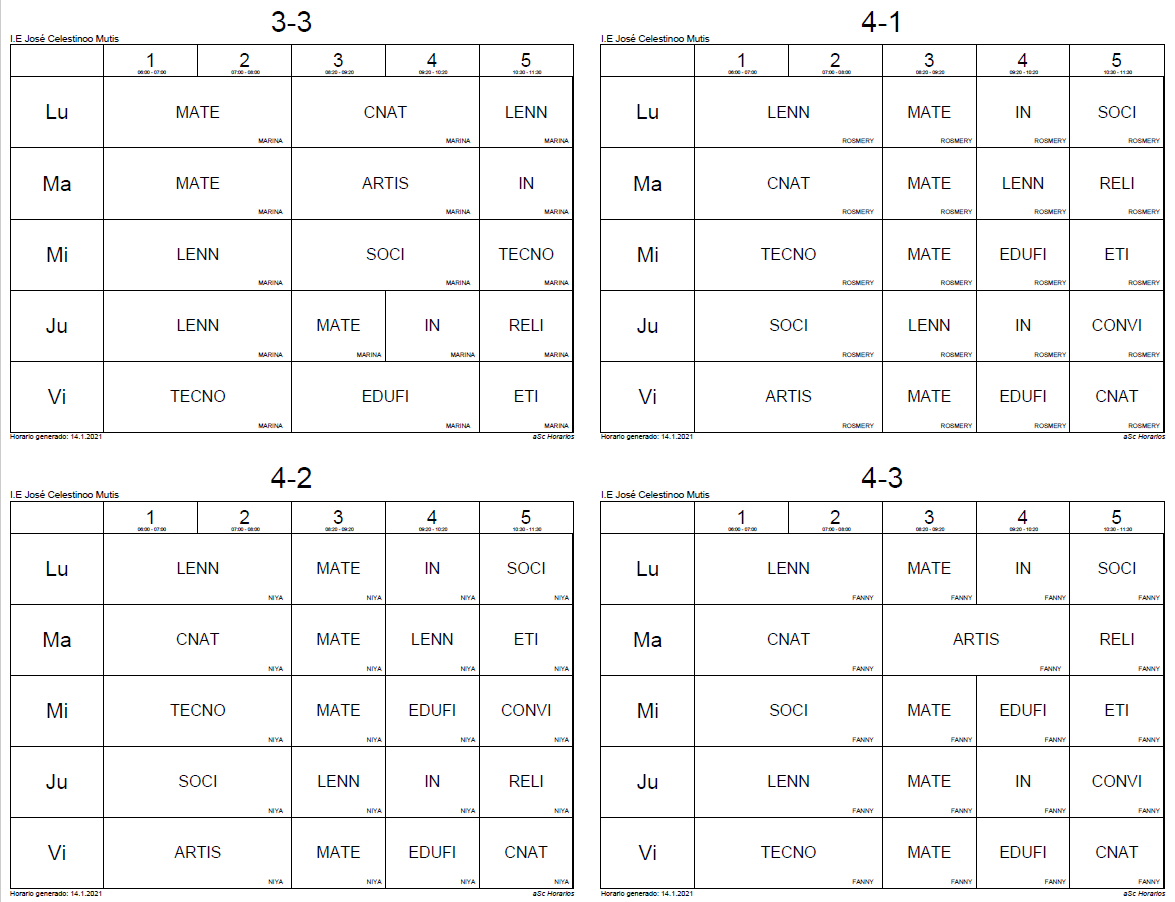 3-3
I.E José Celestinoo Mutis
1 2 3 4 5
06:00 - 07:00 07:00 - 08:00 08:20 - 09:20 09:20 - 10:20 10:30 - 11:30
Lu MATE CNAT LENN
MARINA MARINA MARINA
Ma MATE ARTIS IN
MARINA MARINA MARINA
Mi LENN SOCI TECNO
MARINA MARINA MARINA
Ju LENN MATE IN RELI
MARINA MARINA MARINA MARINA
Vi TECNO EDUFI ETI
MARINA MARINA MARINA
Horario generado: 14.1.2021 aSc Horarios
4-1
I.E José Celestinoo Mutis
1 2 3 4 5
06:00 - 07:00 07:00 - 08:00 08:20 - 09:20 09:20 - 10:20 10:30 - 11:30
Lu LENN MATE IN SOCI
ROSMERY ROSMERY ROSMERY ROSMERY
Ma CNAT MATE LENN RELI
ROSMERY ROSMERY ROSMERY ROSMERY
Mi TECNO MATE EDUFI ETI
ROSMERY ROSMERY ROSMERY ROSMERY
Ju SOCI LENN IN CONVI
ROSMERY ROSMERY ROSMERY ROSMERY
Vi ARTIS MATE EDUFI CNAT
ROSMERY ROSMERY ROSMERY ROSMERY
Horario generado: 14.1.2021 aSc Horarios
4-2
I.E José Celestinoo Mutis
1 2 3 4 5
06:00 - 07:00 07:00 - 08:00 08:20 - 09:20 09:20 - 10:20 10:30 - 11:30
Lu LENN MATE IN SOCI
NIYA NIYA NIYA NIYA
Ma CNAT MATE LENN ETI
NIYA NIYA NIYA NIYA
Mi TECNO MATE EDUFI CONVI
NIYA NIYA NIYA NIYA
Ju SOCI LENN IN RELI
NIYA NIYA NIYA NIYA
Vi ARTIS MATE EDUFI CNAT
NIYA NIYA NIYA NIYA
Horario generado: 14.1.2021 aSc Horarios
4-3
I.E José Celestinoo Mutis
1 2 3 4 5
06:00 - 07:00 07:00 - 08:00 08:20 - 09:20 09:20 - 10:20 10:30 - 11:30
Lu LENN MATE IN SOCI
FANNY FANNY FANNY FANNY
Ma CNAT ARTIS RELI
FANNY FANNY FANNY
Mi SOCI MATE EDUFI ETI
FANNY FANNY FANNY FANNY
Ju LENN MATE IN CONVI
FANNY FANNY FANNY FANNY
Vi TECNO MATE EDUFI CNAT
FANNY FANNY FANNY FANNY
Horario generado: 14.1.2021 aSc Horarios